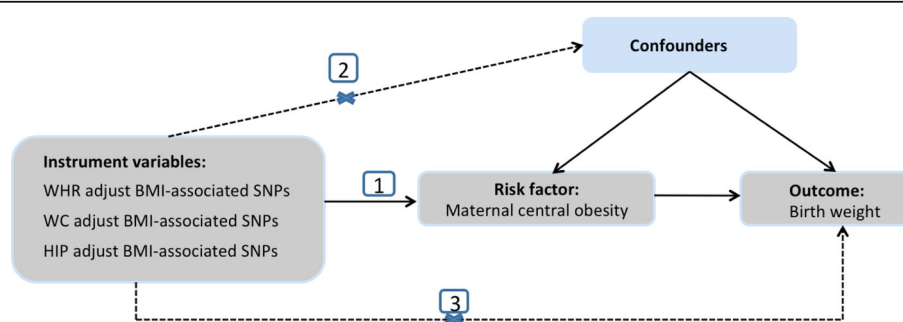 Confounders
2
Instrument variables:
WHR adjust BMI-associated SNPs
WC adjust BMI-associated SNPs
HIP adjust BMI-associated SNPs
1
Risk factor:
Maternal central obesity
Outcome:
Birth weight
3